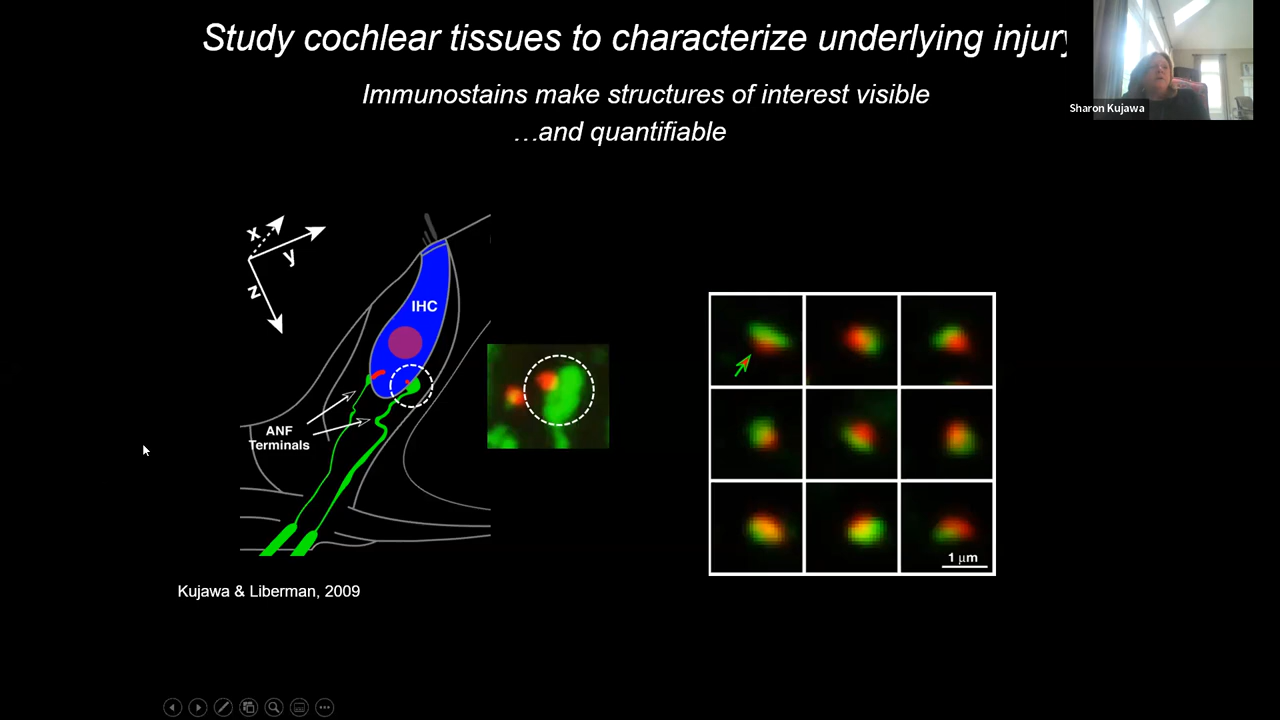 Study cochlear tissues to characterize underlying injury
Immunostains make structures of interest visible
…and quantifiable
Sharon Kujawa
x
y
z
IHC
ANF
Terminals
1 μm
Kujawa & Liberman, 2009